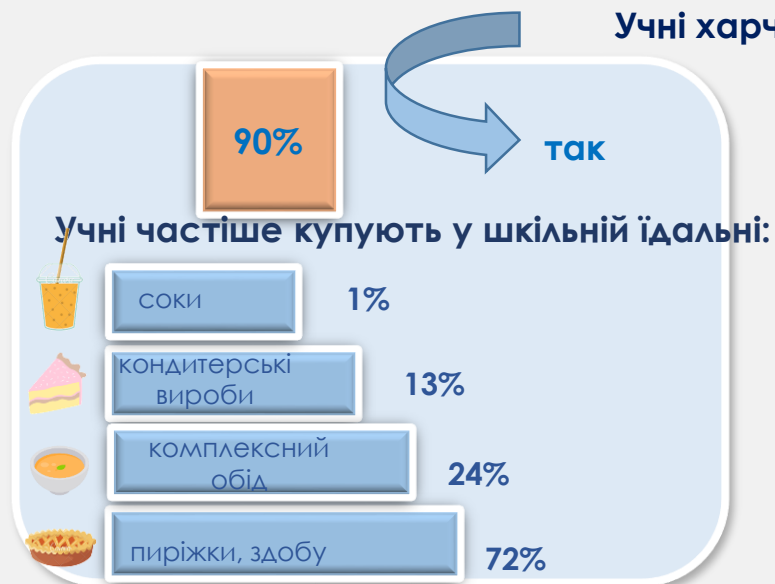 Учні харч
90%
так
Учні частіше купують у шкільній їдальні:
соки 1%
кондитерські
вироби 13%
комплексний
обід 24%
пиріжки, здобу 72%